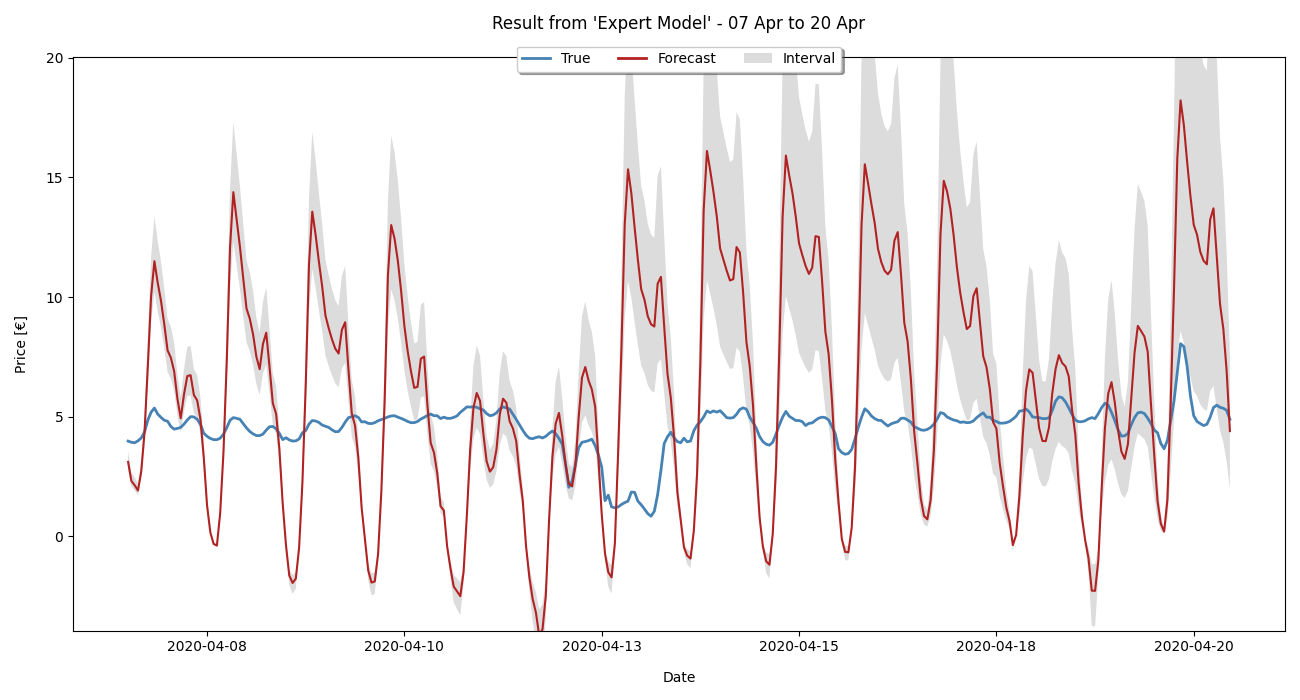 Result from 'Expert Model' - 07 Apr to 20 Apr
True Forecast Interval
20
15
10
5
0
Price [€]
2020-04-08 2020-04-10 2020-04-13 2020-04-15 2020-04-18 2020-04-20
Date